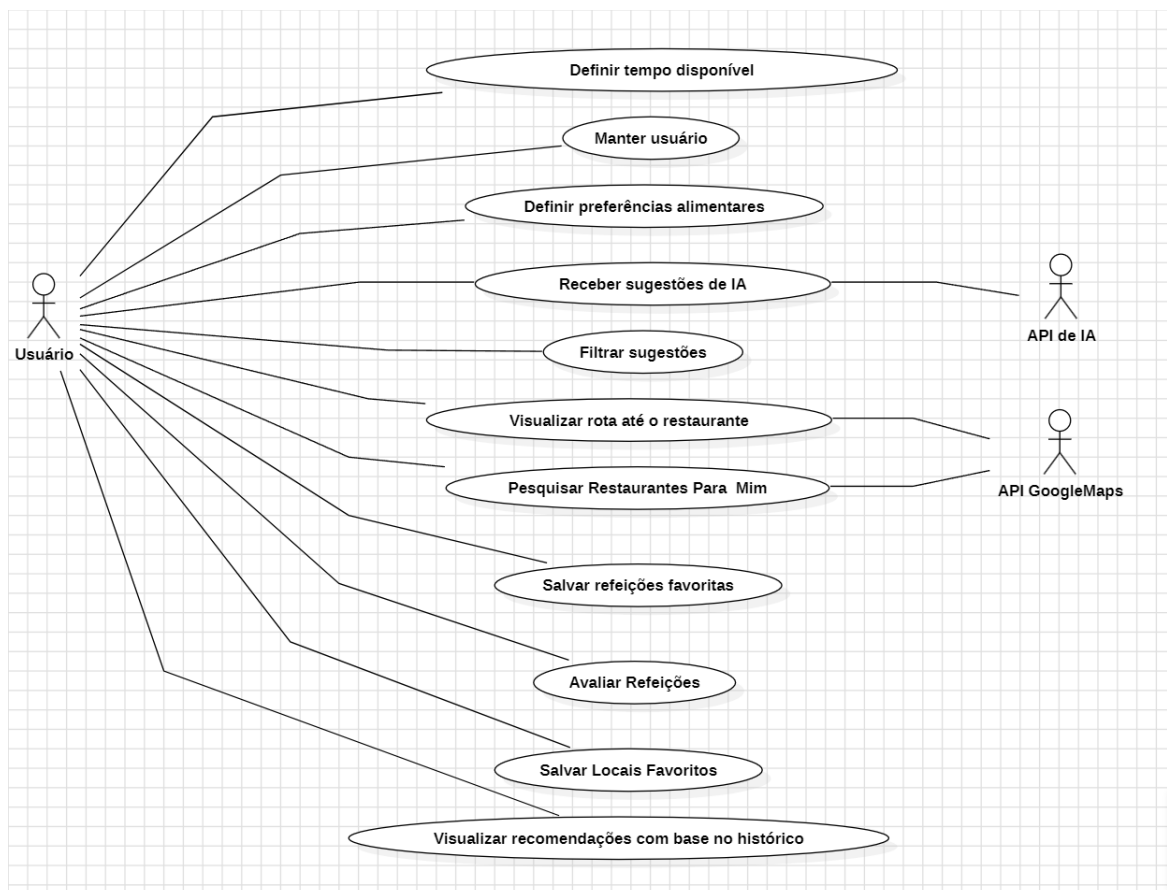 Definir tempo disponível
Manter usuário
Definir preferências alimentares
Receber sugestões de IA
API de IA
Usuário
Filtrar sugestões
Visualizar rota até o restaurante
Pesquisar Restaurantes Para Mim
API GoogleMaps
Salvar refeições favoritas
Avaliar Refeições
Salvar Locais Favoritos
Visualizar recomendações com base no histórico